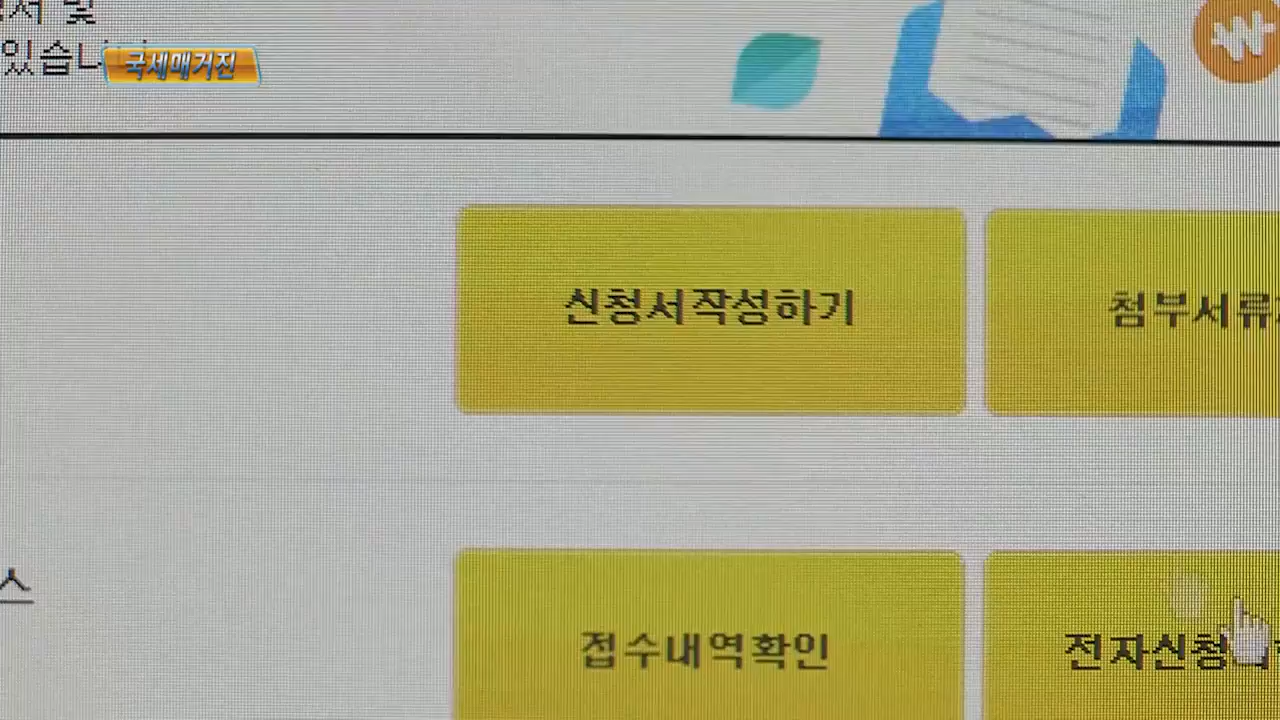 및
있습니
국세매거진
신청서작성하기
첨부서류
스
접수내역확인
전자신청